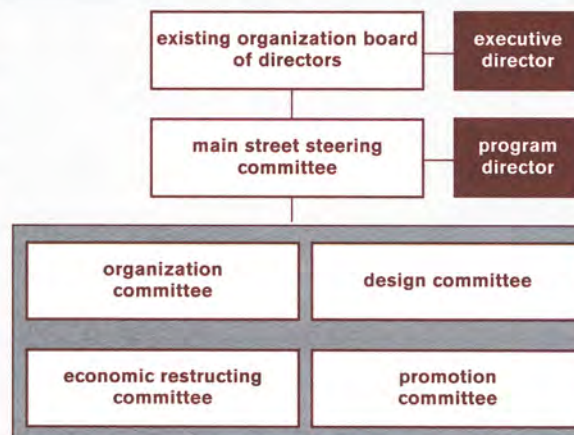 existing organization board
of directors
executive
director
main street steering
committee
program
director
organization
committee
design committee
economic restructing
committee
promotion
committee